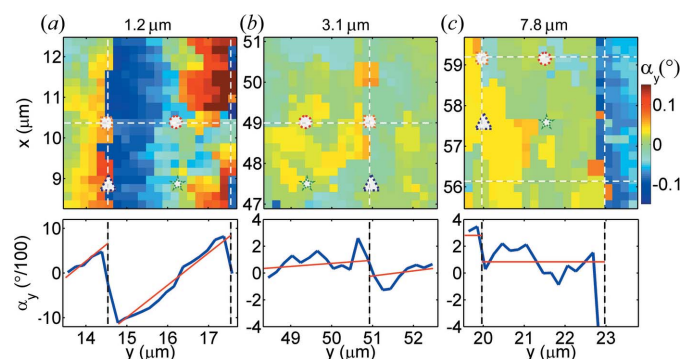 (a) 1.2 µm (b) 3.1 µm (c) 7.8 µm
αy(°)
12 11 10 9
x (µm)
51 50 49 48 47
59 58 57 56
0.1 0 -0.1
αy (°/100)
10 0 -10
4 2 0 -2 -4
4 2 0 -2 -4
14 15 16 17
49 50 51 52
20 21 22 23
y (µm) y (µm) y (µm)